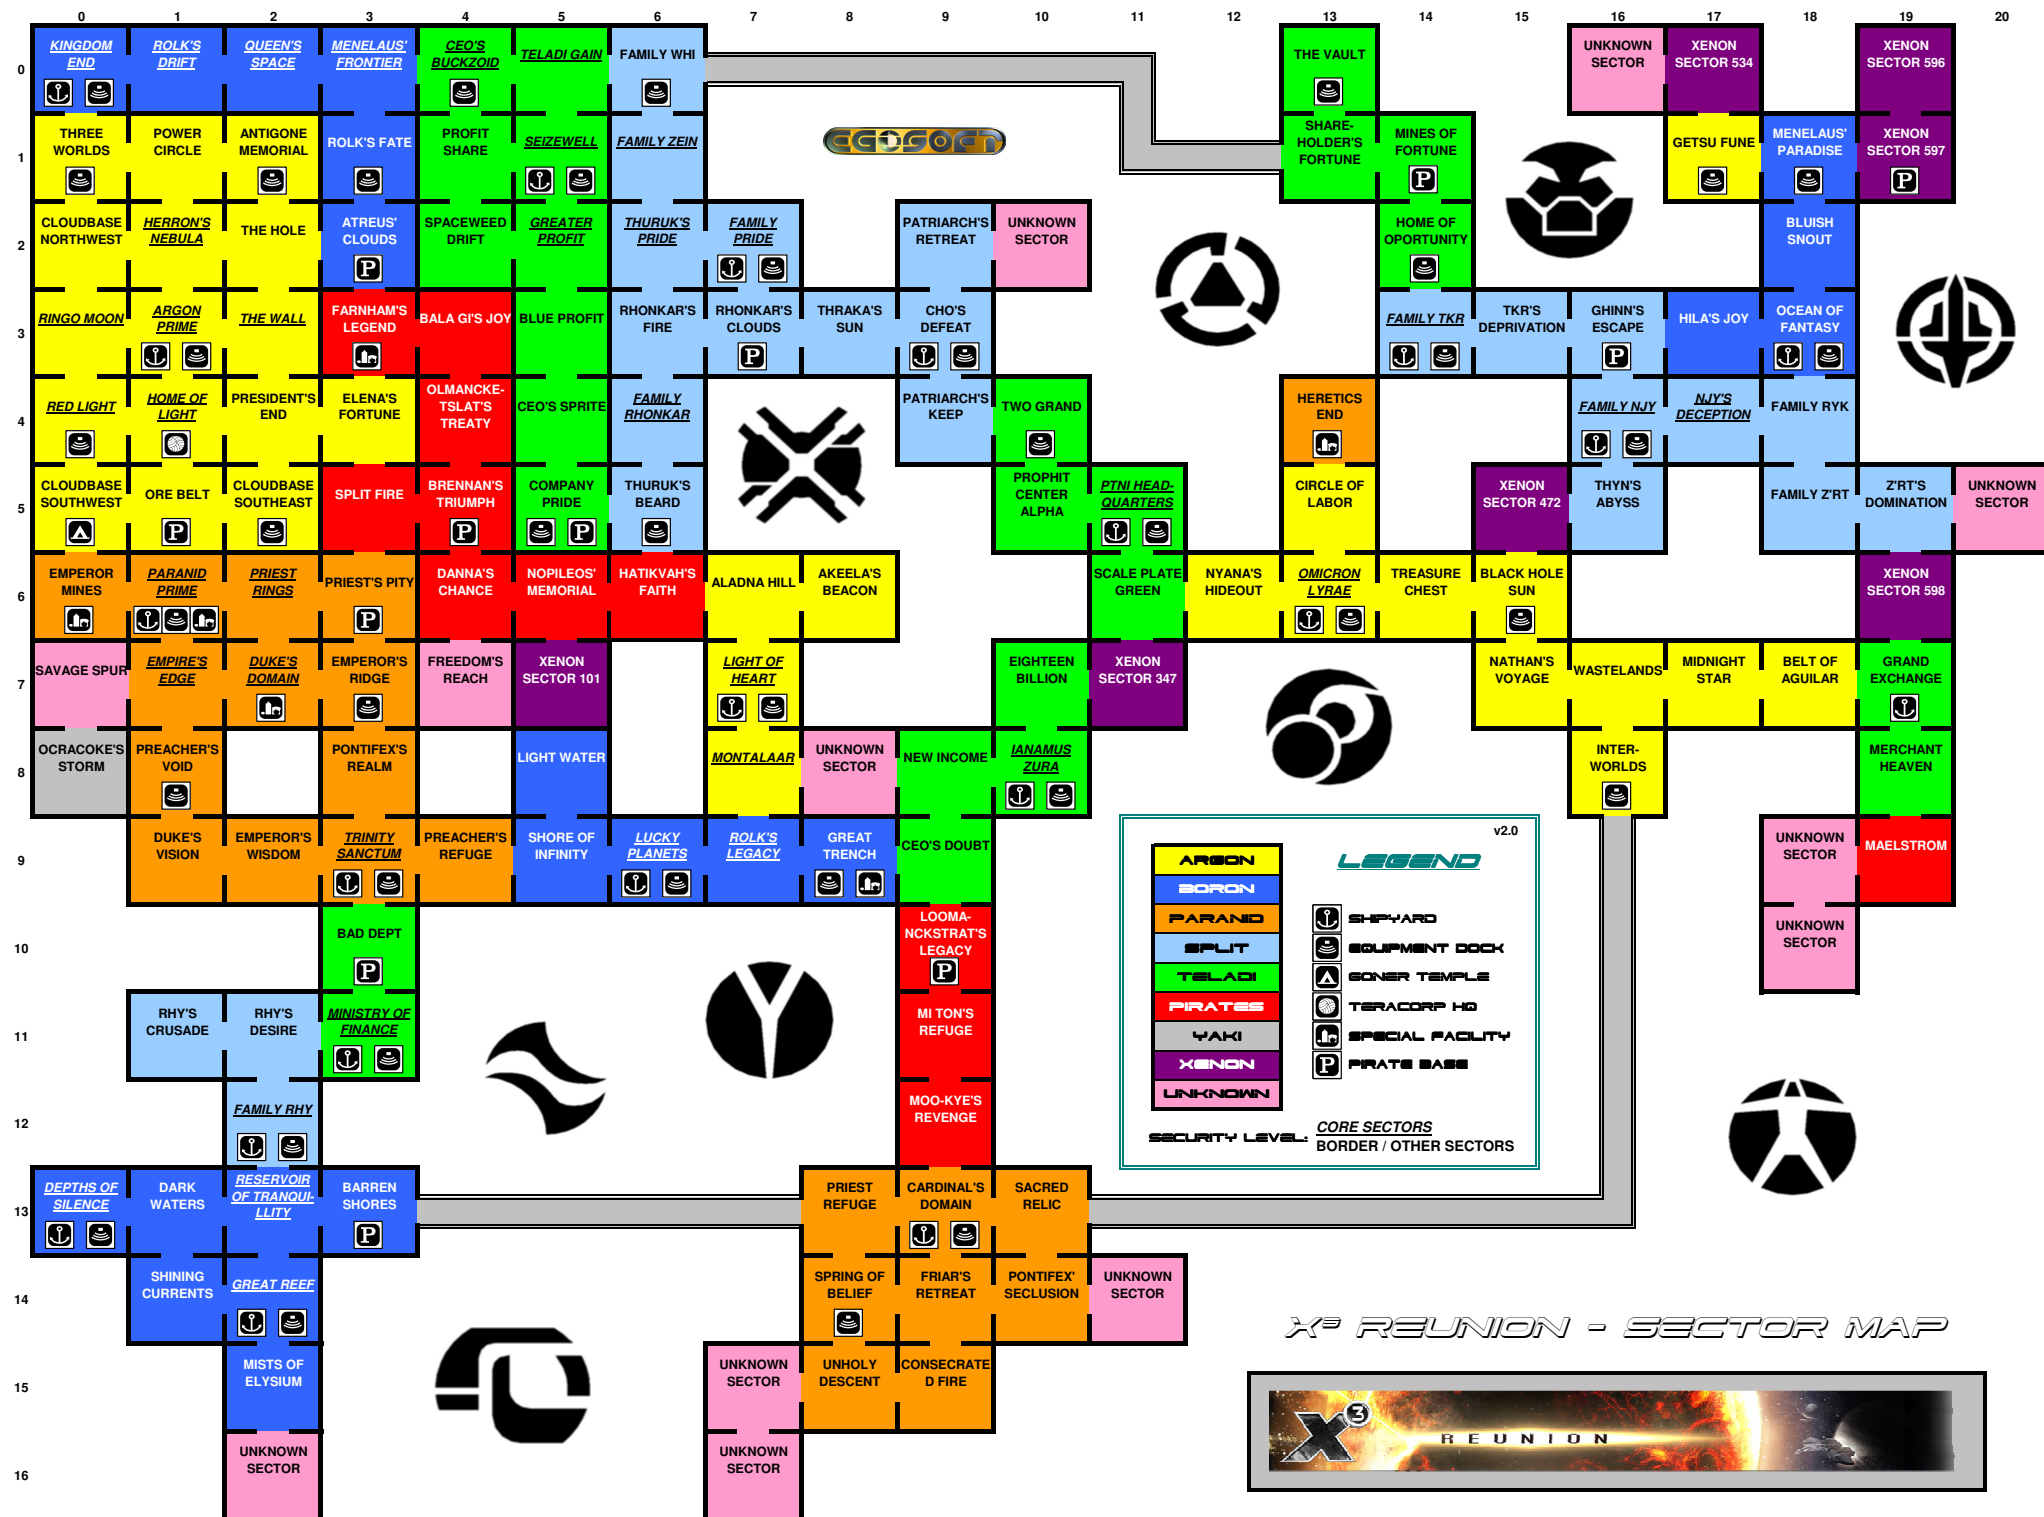 0 1 2 3 4 5 6 7 8 9 10 11 12 13 14 15 16 17 18 19 20
0
KINGDOM
END
ROLK'S
DRIFT
QUEEN'S
SPACE
MENELAUS'
FRONTIER
CEO'S
BUCKZOID
TELADI GAIN
FAMILY WHI
THE VAULT
UNKNOWN
SECTOR
XENON
SECTOR 534
XENON
SECTOR 596
1
THREE
WORLDS
POWER
CIRCLE
ANTIGONE
MEMORIAL
ROLK'S FATE
PROFIT
SHARE
SEIZEWELL
FAMILY ZEIN
EGOSOFT
SHARE-
HOLDER'S
FORTUNE
MINES OF
FORTUNE
P
GETSU FUNE
MENELAUS'
PARADISE
XENON
SECTOR 597
P
2
CLOUDBASE
NORTHWEST
HERRON'S
NEBULA
THE HOLE
ATREUS'
CLOUDS
P
SPACEWEED
DRIFT
GREATER
PROFIT
THURUK'S
PRIDE
FAMILY
PRIDE
PATRIARCH'S
RETREAT
UNKNOWN
SECTOR
HOME OF
OPORTUNITY
BLUISH
SNOUT
3
RINGO MOON
ARGON
PRIME
THE WALL
FARNHAM'S
LEGEND
BALA GI'S JOY
BLUE PROFIT
RHONKAR'S
FIRE
RHONKAR'S
CLOUDS
P
THRAKA'S
SUN
CHO'S
DEFEAT
FAMILY TKR
TKR'S
DEPRIVATION
GHINN'S
ESCAPE
P
HILA'S JOY
OCEAN OF
FANTASY
4
RED LIGHT
HOME OF
LIGHT
PRESIDENT'S
END
ELENA'S
FORTUNE
OLMANCKE-
TSLAT'S
TREATY
CEO'S SPRITE
FAMILY
RHONKAR
PATRIARCH'S
KEEP
TWO GRAND
HERETICS
END
FAMILY NJY
NJY'S
DECEPTION
FAMILY RYK
5
CLOUDBASE
SOUTHWEST
ORE BELT
P
CLOUDBASE
SOUTHEAST
SPLIT FIRE
BRENNAN'S
TRIUMPH
P
COMPANY
PRIDE
P
THURUK'S
BEARD
PROPHIT
CENTER
ALPHA
PTNI HEAD-
QUARTERS
CIRCLE OF
LABOR
XENON
SECTOR 472
THYN'S
ABYSS
FAMILY Z'RT
Z'RT'S
DOMINATION
UNKNOWN
SECTOR
6
EMPEROR
MINES
PARANID
PRIME
PRIEST
RINGS
PRIEST'S PITY
P
DANNA'S
CHANCE
NOPILEOS'
MEMORIAL
HATIKVAH'S
FAITH
ALADNA HILL
AKEELA'S
BEACON
SCALE PLATE
GREEN
NYANA'S
HIDEOUT
OMICRON
LYRAE
TREASURE
CHEST
BLACK HOLE
SUN
XENON
SECTOR 598
7
SAVAGE SPUR
EMPIRE'S
EDGE
DUKE'S
DOMAIN
EMPEROR'S
RIDGE
FREEDOM'S
REACH
XENON
SECTOR 101
LIGHT OF
HEART
EIGHTEEN
BILLION
XENON
SECTOR 347
NATHAN'S
VOYAGE
WASTELANDS
MIDNIGHT
STAR
BELT OF
AGUILAR
GRAND
EXCHANGE
8
OCRACOKE'S
STORM
PREACHER'S
VOID
PONTIFEX'S
REALM
LIGHT WATER
MONTALAAR
UNKNOWN
SECTOR
NEW INCOME
IANAMUS
ZURA
INTER-
WORLDS
MERCHANT
HEAVEN
9
DUKE'S
VISION
EMPEROR'S
WISDOM
TRINITY
SANCTUM
PREACHER'S
REFUGE
SHORE OF
INFINITY
LUCKY
PLANETS
ROLK'S
LEGACY
GREAT
TRENCH
CEO'S DOUBT
UNKNOWN
SECTOR
MAELSTROM
10
BAD DEPT
P
LOOMA-
NCKSTRAT'S
LEGACY
P
UNKNOWN
SECTOR
11
RHY'S
CRUSADE
RHY'S
DESIRE
MINISTRY OF
FINANCE
MI TON'S
REFUGE
12
FAMILY RHY
MOO-KYE'S
REVENGE
13
DEPTHS OF
SILENCE
DARK
WATERS
RESERVOIR
OF TRANQUI-
LLITY
BARREN
SHORES
P
PRIEST
REFUGE
CARDINAL'S
DOMAIN
SACRED
RELIC
14
SHINING
CURRENTS
GREAT REEF
SPRING OF
BELIEF
FRIAR'S
RETREAT
PONTIFEX'
SECLUSION
UNKNOWN
SECTOR
15
MISTS OF
ELYSIUM
UNKNOWN
SECTOR
UNHOLY
DESCENT
CONSECRATE
D FIRE
16
UNKNOWN
SECTOR
UNKNOWN
SECTOR
v2.0
LEGEND
ARGON
BORON
PARANID
SPLIT
TELADI
PIRATES
YAKI
XENON
UNKNOWN
SHIPYARD
EQUIPMENT DOCK
GONER TEMPLE
TERACORP HQ
SPECIAL FACILITY
P PIRATE BASE
SECURITY LEVEL: CORE SECTORS
BORDER / OTHER SECTORS
X³ REUNION - SECTOR MAP
X3 REUNION